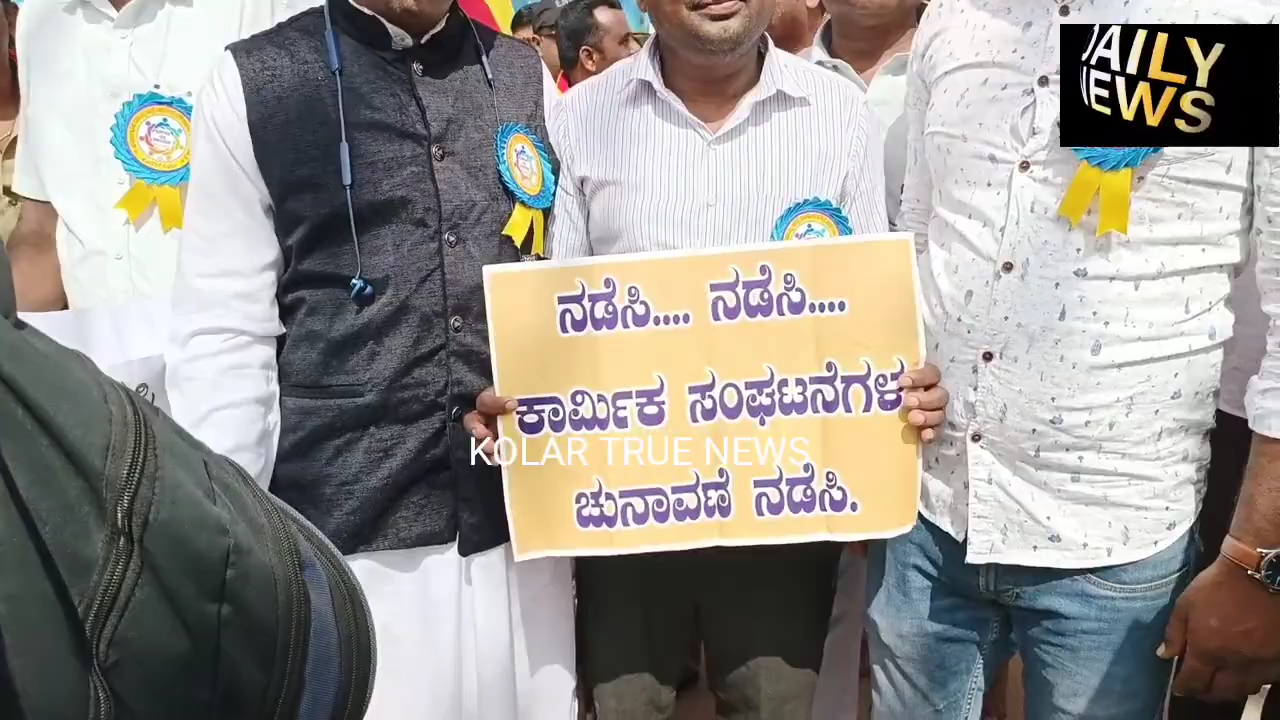 DAILY
NEWS
ನಡೆಸಿ.... ನಡೆಸಿ....
ಕಾರ್ಮಿಕ ಸಂಘಟನೆಗಳ
KOLAR TRUE NEWS
ಚುನಾವಣೆ ನಡೆಸಿ.